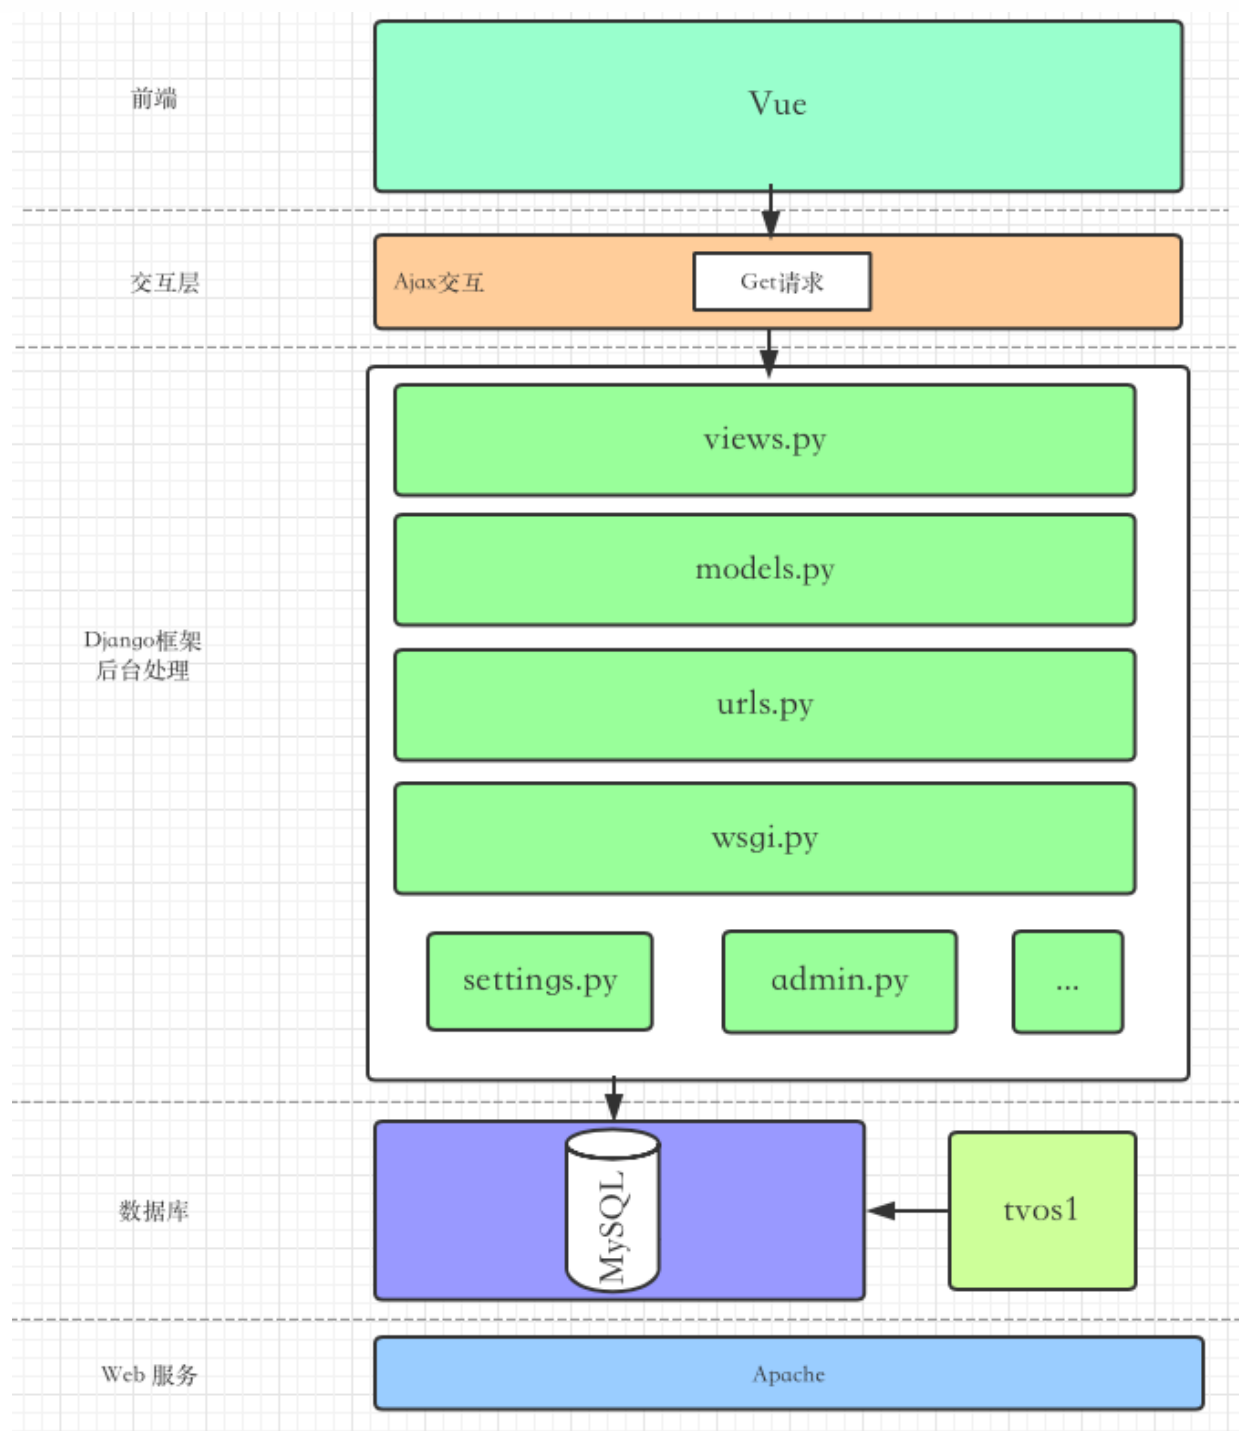 前端
Vue
交互层
Ajax交互
Get请求
views.py
models.py
urls.py
wsgi.py
settings.py
admin.py
...
Django框架
后台处理
数据库
MySQL
tvos1
Web 服务
Apache